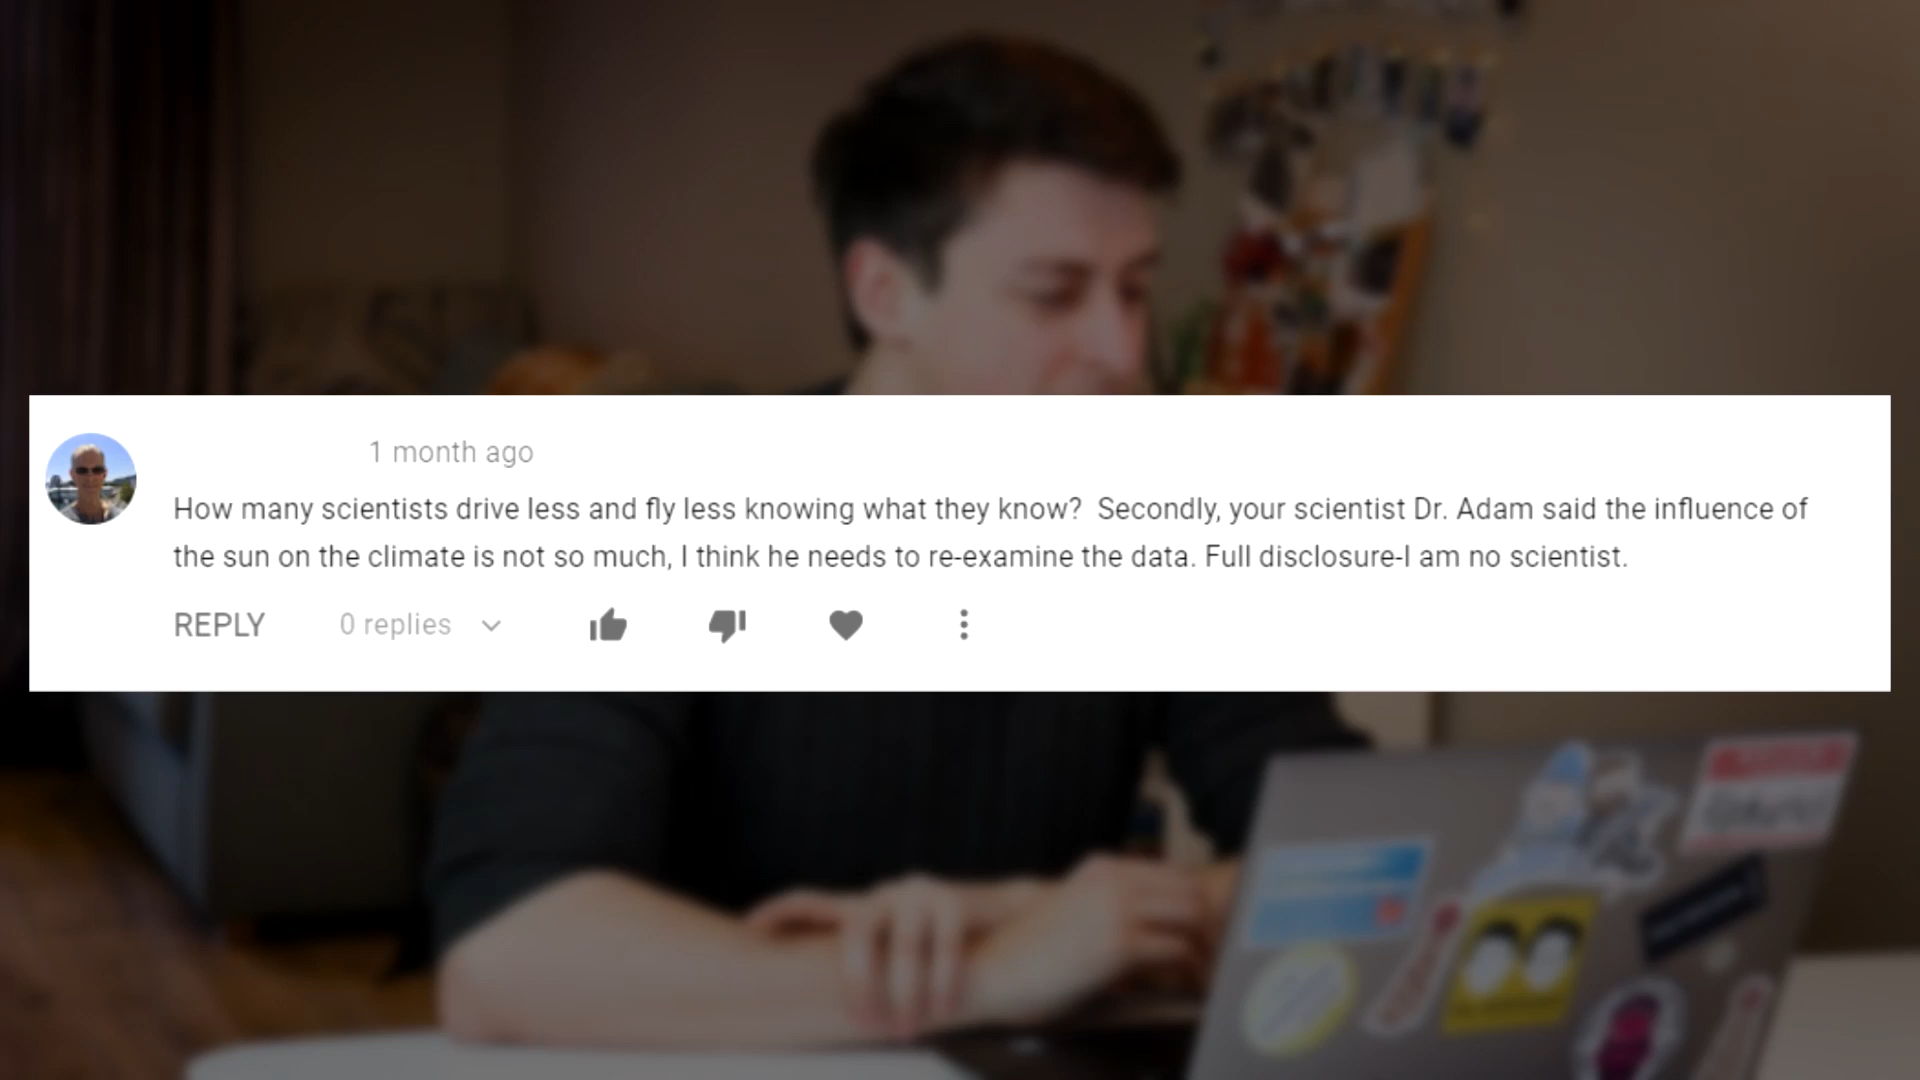 1 month ago
How many scientists drive less and fly less knowing what they know?  Secondly, your scientist Dr. Adam said the influence of
the sun on the climate is not so much, I think he needs to re-examine the data. Full disclosure-I am no scientist.
REPLY 0 replies